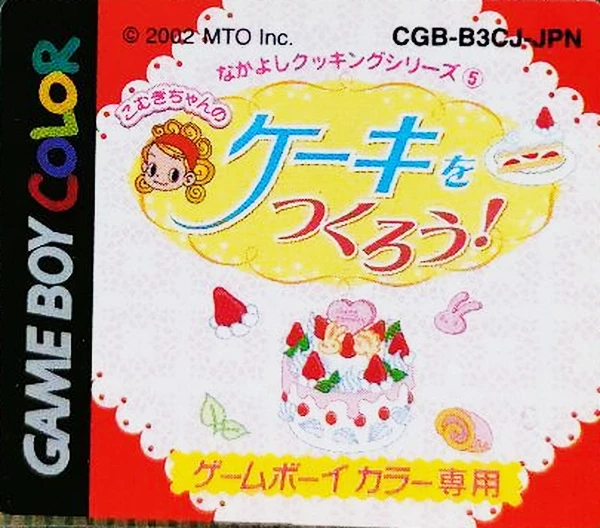 © 2002 MTO Inc.
CGB-B3CJ-JPN
なかよしクッキングシリーズ⑤
こむぎちゃんの
ケーキを
つくろう!
ゲームボーイカラー専用
GAME BOY COLOR